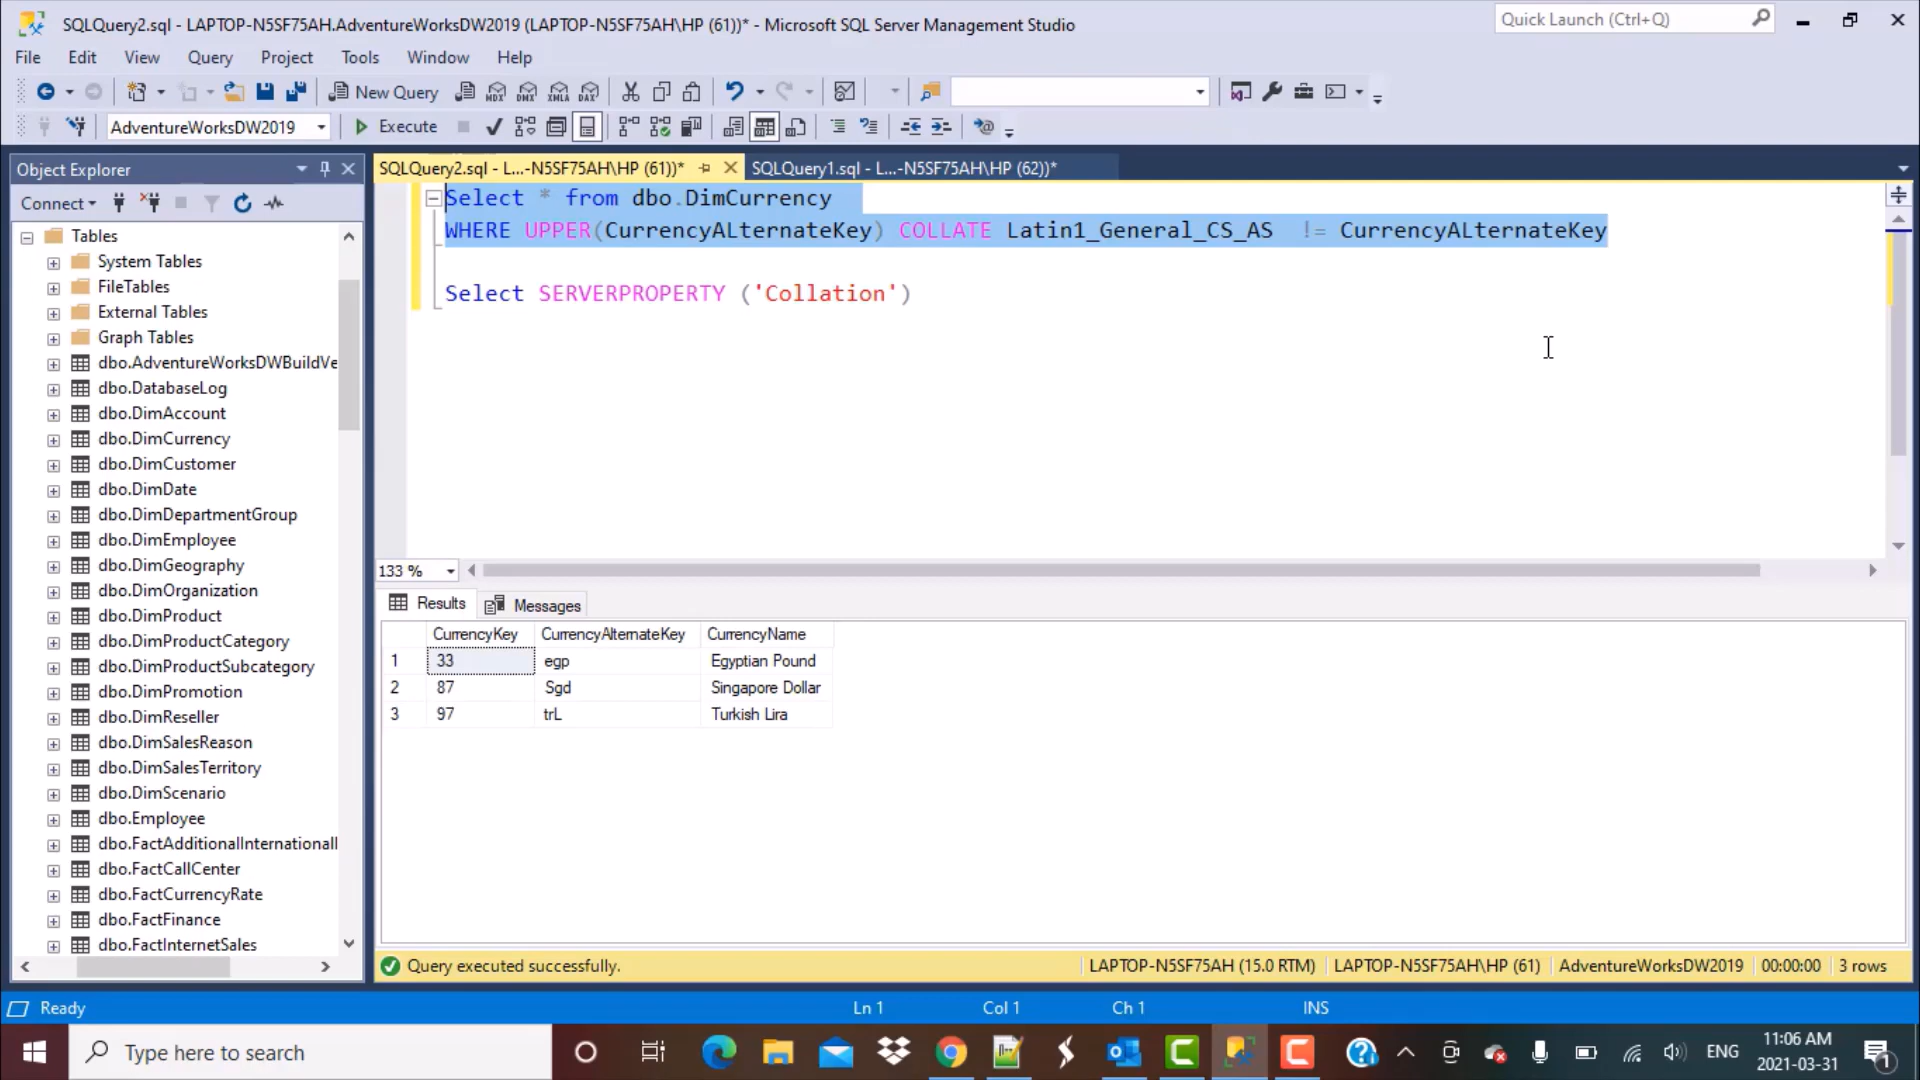 SQLQuery2.sql - LAPTOP-N5SF75AH.AdventureWorksDW2019 (LAPTOP-N5SF75AH\HP (61))* - Microsoft SQL Server Management Studio
Quick Launch (Ctrl+Q)
File Edit View Query Project Tools Window Help
New Query
MDX DMX XMLA DAX
AdventureWorksDW2019
Execute
Object Explorer
SQLQuery2.sql - L...-N5SF75AH\HP (61))*
SQLQuery1.sql - L...-N5SF75AH\HP (62))*
Connect
Tables
System Tables
FileTables
External Tables
Graph Tables
dbo.AdventureWorksDWBuildVe
dbo.DatabaseLog
dbo.DimAccount
dbo.DimCurrency
dbo.DimCustomer
dbo.DimDate
dbo.DimDepartmentGroup
dbo.DimEmployee
dbo.DimGeography
dbo.DimOrganization
dbo.DimProduct
dbo.DimProductCategory
dbo.DimProductSubcategory
dbo.DimPromotion
dbo.DimReseller
dbo.DimSalesReason
dbo.DimSalesTerritory
dbo.DimScenario
dbo.Employee
dbo.FactAdditionalInternationalI
dbo.FactCallCenter
dbo.FactCurrencyRate
dbo.FactFinance
dbo.FactInternetSales
Select * from dbo.DimCurrency
WHERE UPPER(CurrencyALternateKey) COLLATE Latin1_General_CS_AS != CurrencyALternateKey
Select SERVERPROPERTY ('Collation')
133 %
Results Messages
CurrencyKey CurrencyAlternateKey CurrencyName
1 33 egp Egyptian Pound
2 87 Sgd Singapore Dollar
3 97 trL Turkish Lira
Query executed successfully.
LAPTOP-N5SF75AH (15.0 RTM) LAPTOP-N5SF75AH\HP (61) AdventureWorksDW2019 00:00:00 3 rows
Ready Ln 1 Col 1 Ch 1 INS
Type here to search
ENG
11:06 AM
2021-03-31
1